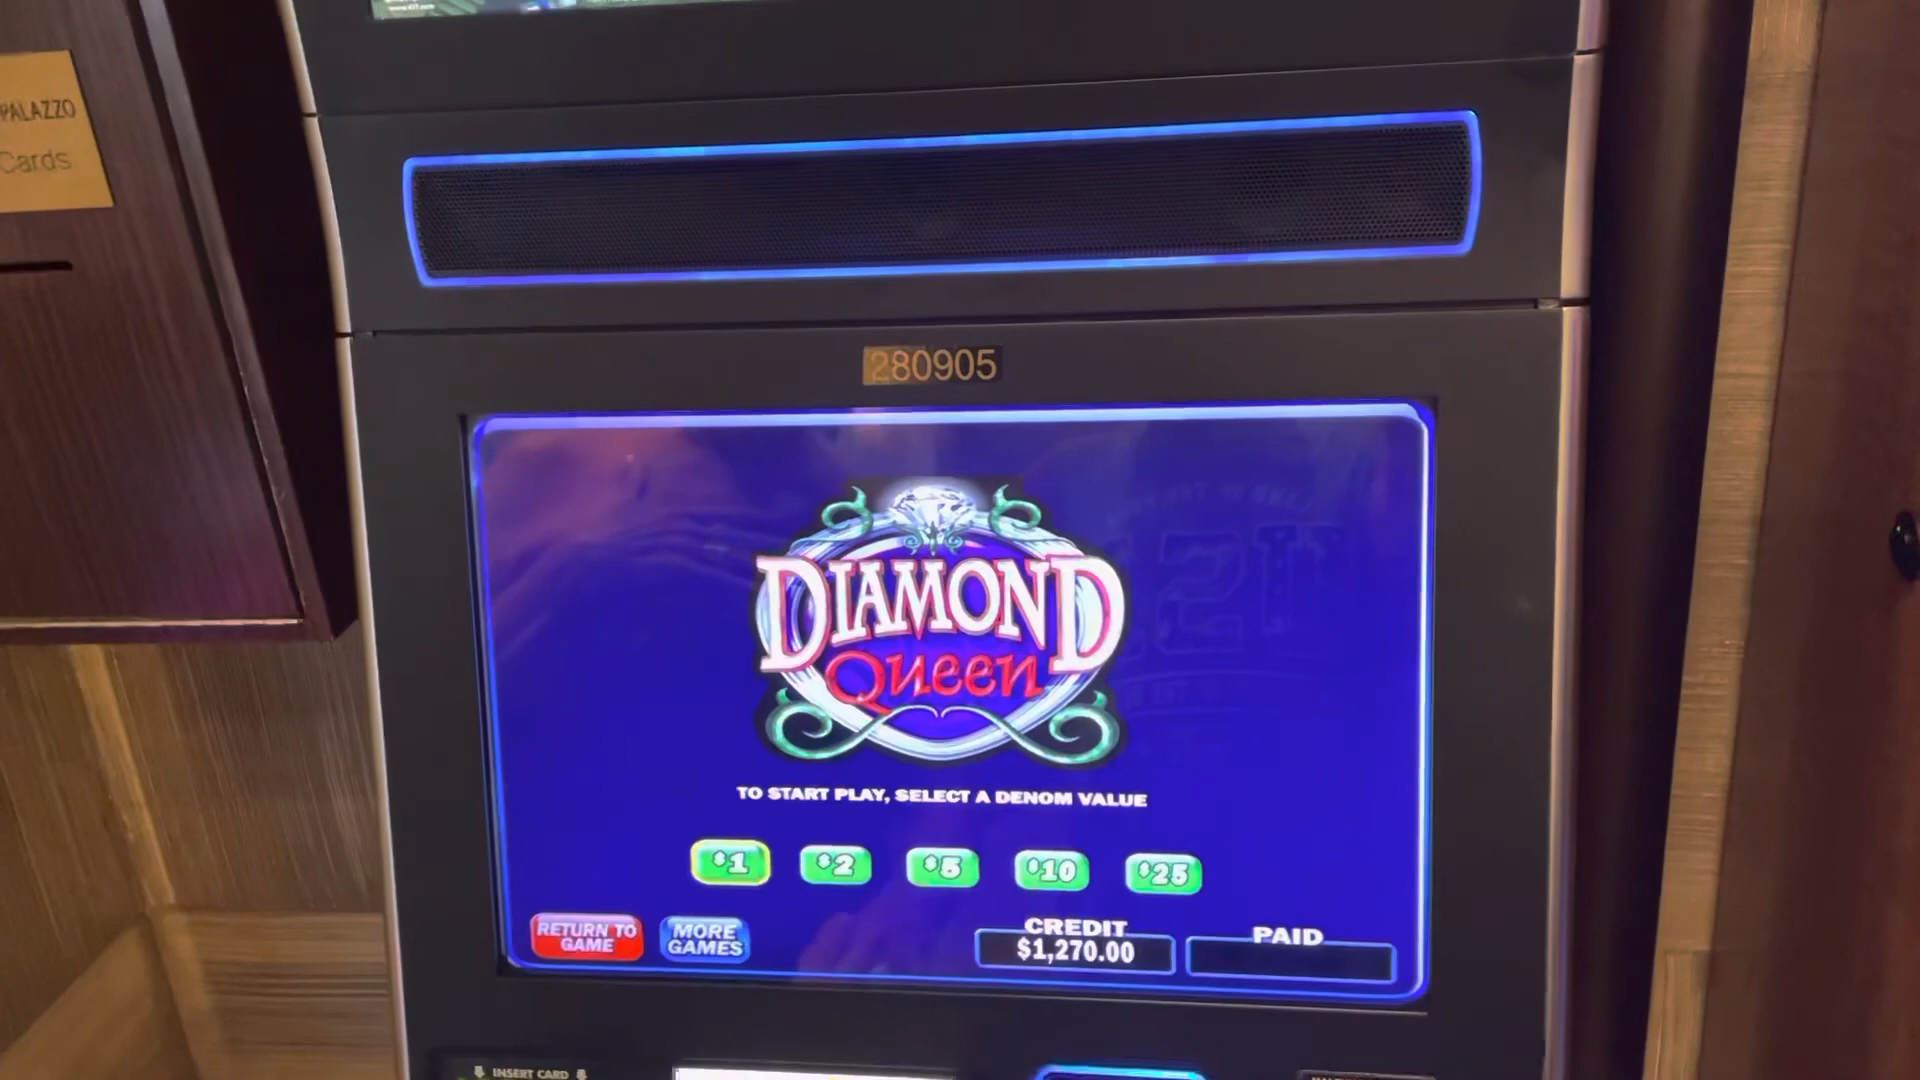 PALAZZO
Cards
280905
DIAMOND
Queen
TO START PLAY, SELECT A DENOM VALUE
$1 $2 $5 $10 $25
RETURN TO
GAME
MORE
GAMES
CREDIT
$1,270.00
PAID
INSERT CARD